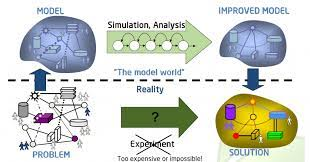 MODEL
Simulation, Analysis
IMPROVED MODEL
"The model world"
Reality
?
PROBLEM
Experiment
SOLUTION
Too expensive or impossible!